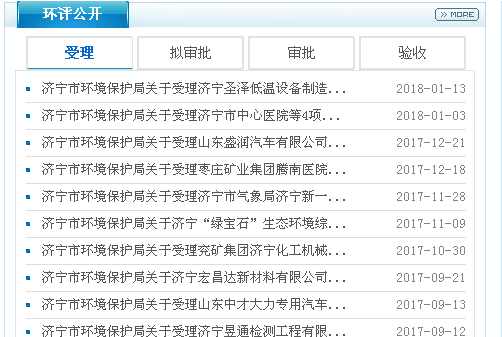 环评公开
MORE
受理 拟审批 审批 验收
济宁市环境保护局关于受理济宁圣泽低温设备制造... 2018-01-13
济宁市环境保护局关于受理济宁市中心医院等4项... 2018-01-03
济宁市环境保护局关于受理山东盛润汽车有限公司... 2017-12-21
济宁市环境保护局关于受理枣庄矿业集团滕南医院... 2017-12-18
济宁市环境保护局关于受理济宁市气象局济宁新一... 2017-11-28
济宁市环境保护局关于济宁“绿宝石”生态环境综... 2017-11-09
济宁市环境保护局关于受理兖矿集团济宁化工机械... 2017-10-30
济宁市环境保护局关于济宁宏昌达新材料有限公司... 2017-09-21
济宁市环境保护局关于受理山东中才大力专用汽车... 2017-09-13
济宁市环境保护局关于受理济宁昱通检测工程有限... 2017-09-12